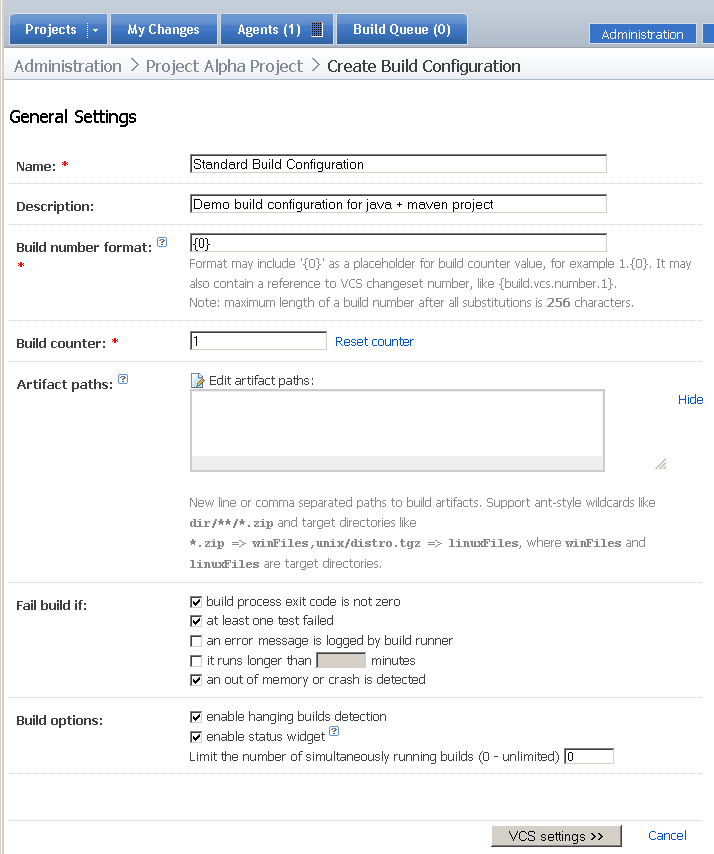 Projects My Changes Agents (1) Build Queue (0)
Administration
Administration > Project Alpha Project > Create Build Configuration
General Settings
Name: * Standard Build Configuration
Description: Demo build configuration for java + maven project
Build number format: ? {0}
*
Format may include '{0}' as a placeholder for build counter value, for example 1.{0}. It may
also contain a reference to VCS changeset number, like {build.vcs.number.1}.
Note: maximum length of a build number after all substitutions is 256 characters.
Build counter: * 1 Reset counter
Artifact paths: ? Edit artifact paths:
Hide
New line or comma separated paths to build artifacts. Support ant-style wildcards like
dir/**/*.zip and target directories like
*.zip => winFiles,unix/distro.tgz => linuxFiles, where winFiles and
linuxFiles are target directories.
Fail build if: build process exit code is not zero
at least one test failed
an error message is logged by build runner
it runs longer than minutes
an out of memory or crash is detected
Build options: enable hanging builds detection
enable status widget ?
Limit the number of simultaneously running builds (0 - unlimited) 0
VCS settings >> Cancel